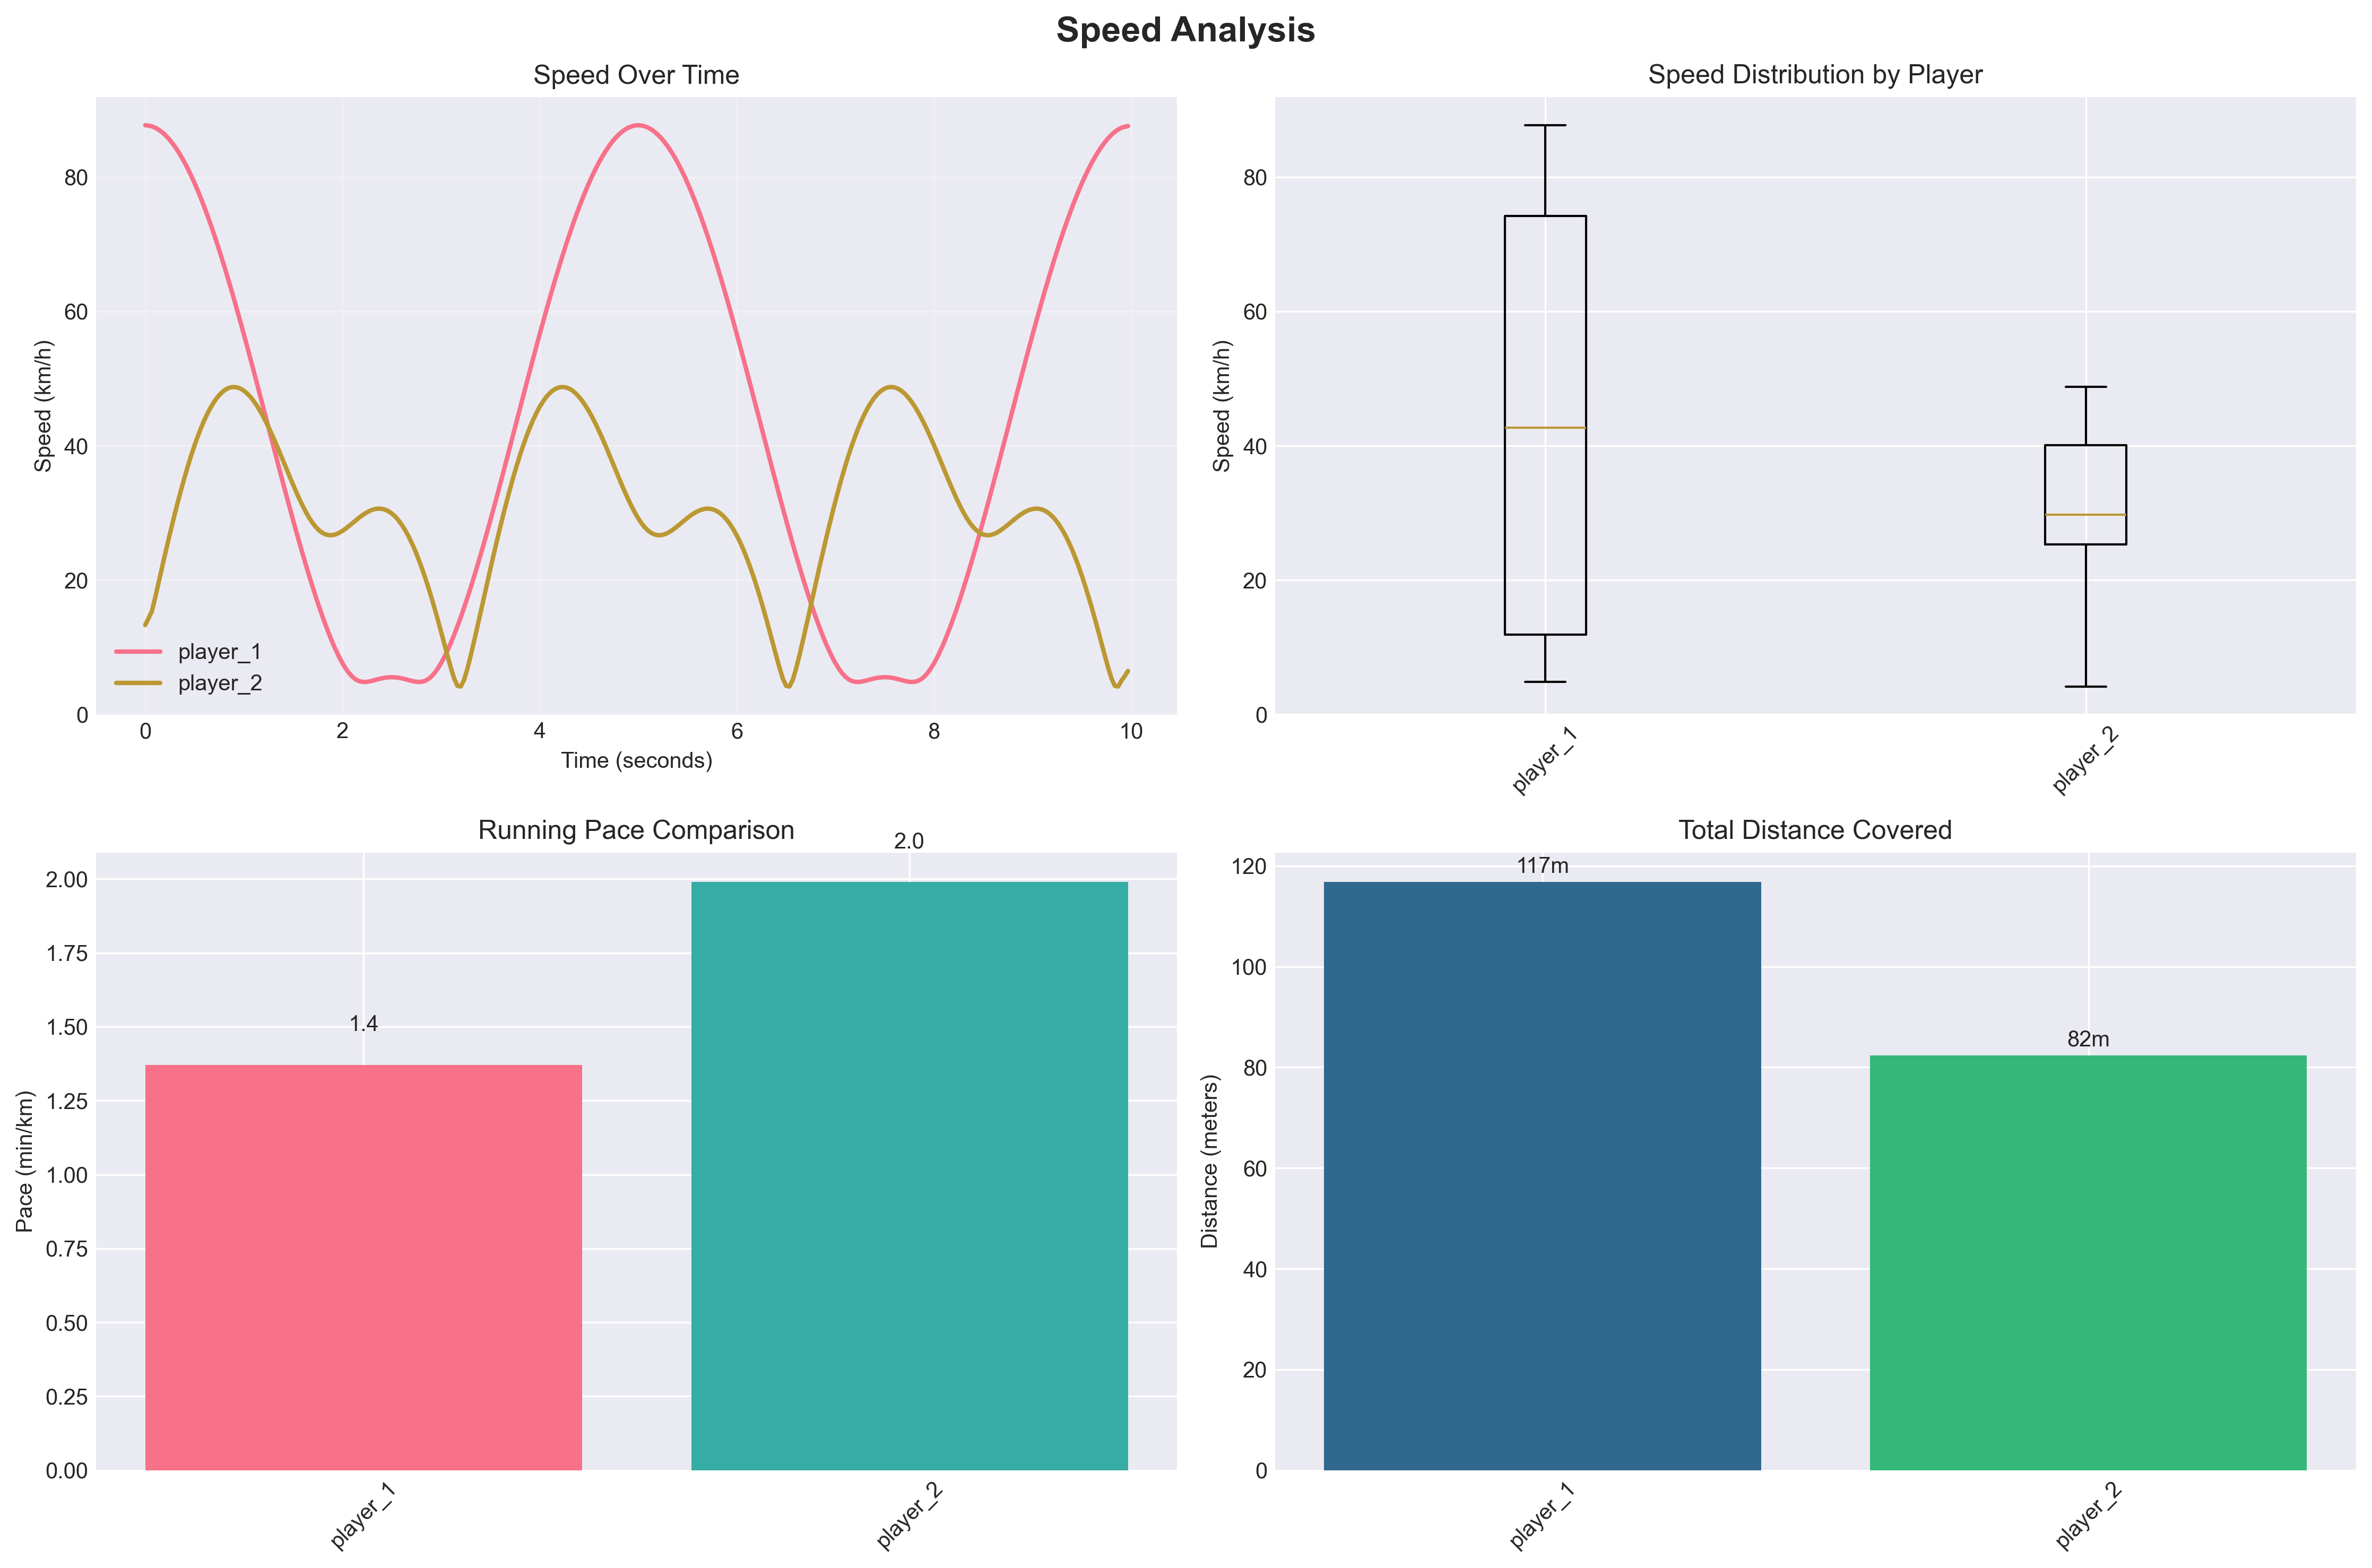 Speed Analysis
Speed Over Time
Speed (km/h)
80
60
40
20
0
player_1
player_2
0 2 4 6 8 10
Time (seconds)
Speed Distribution by Player
Speed (km/h)
80
60
40
20
0
player_1 player_2
Running Pace Comparison
Pace (min/km)
2.00
1.75
1.50
1.25
1.00
0.75
0.50
0.25
0.00
1.4
2.0
player_1 player_2
Total Distance Covered
Distance (meters)
120
100
80
60
40
20
0
117m
82m
player_1 player_2